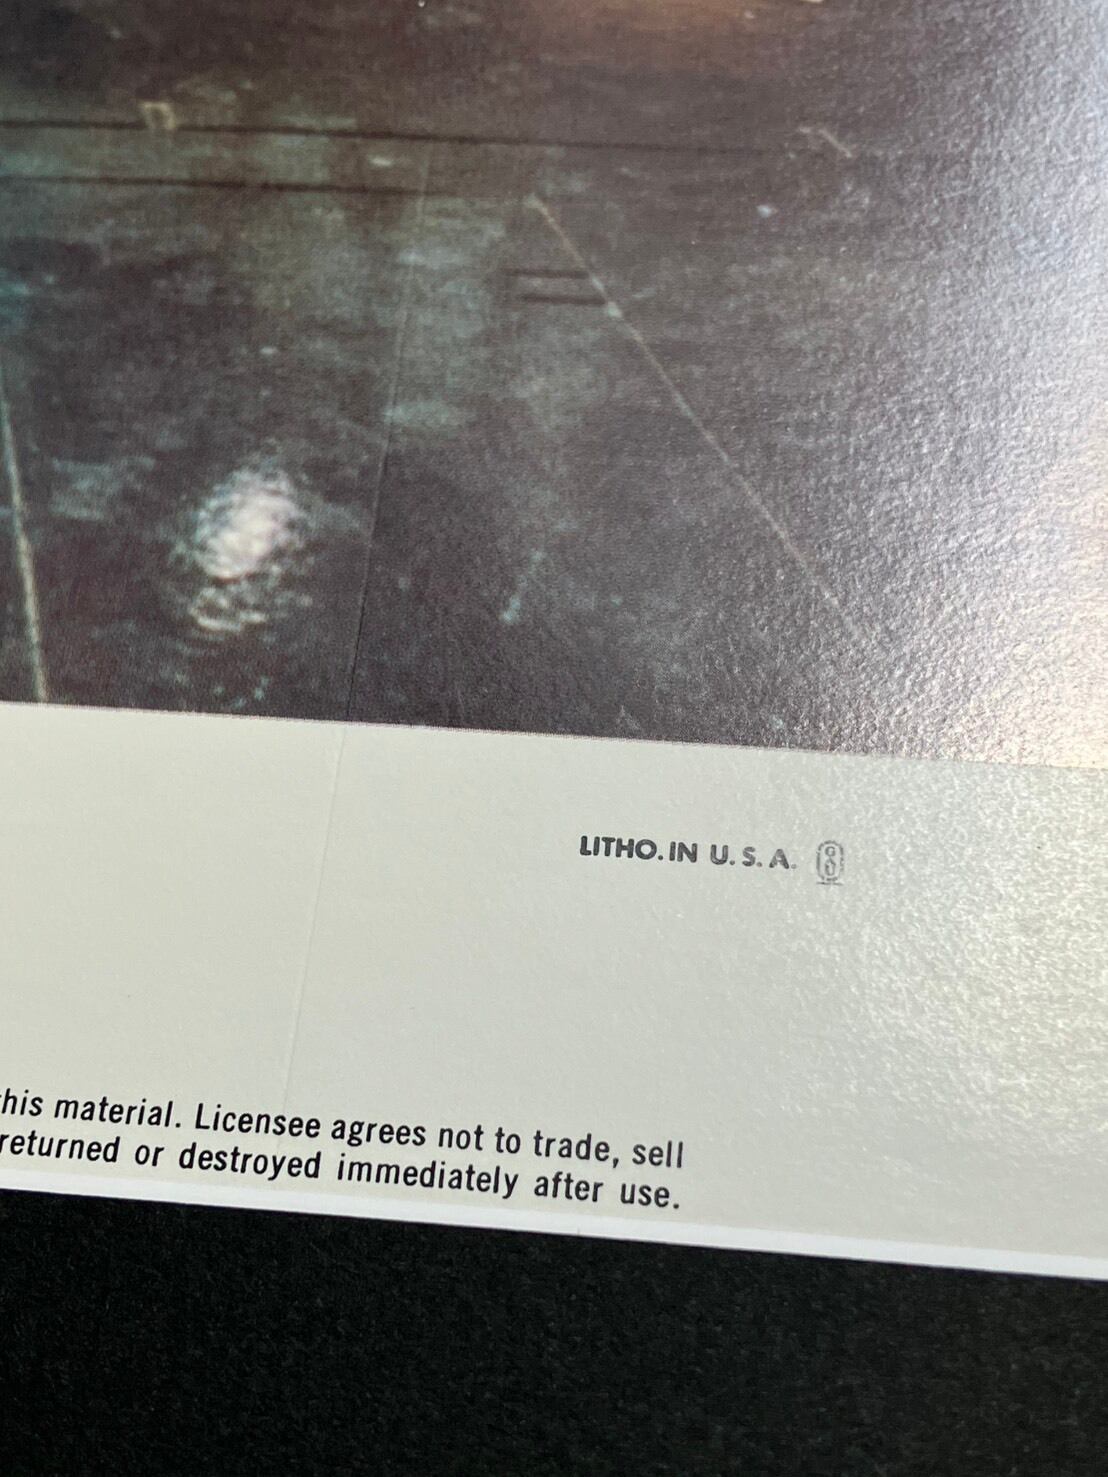 LITHO. IN U. S. A.
his material. Licensee agrees not to trade, sell
returned or destroyed immediately after use.